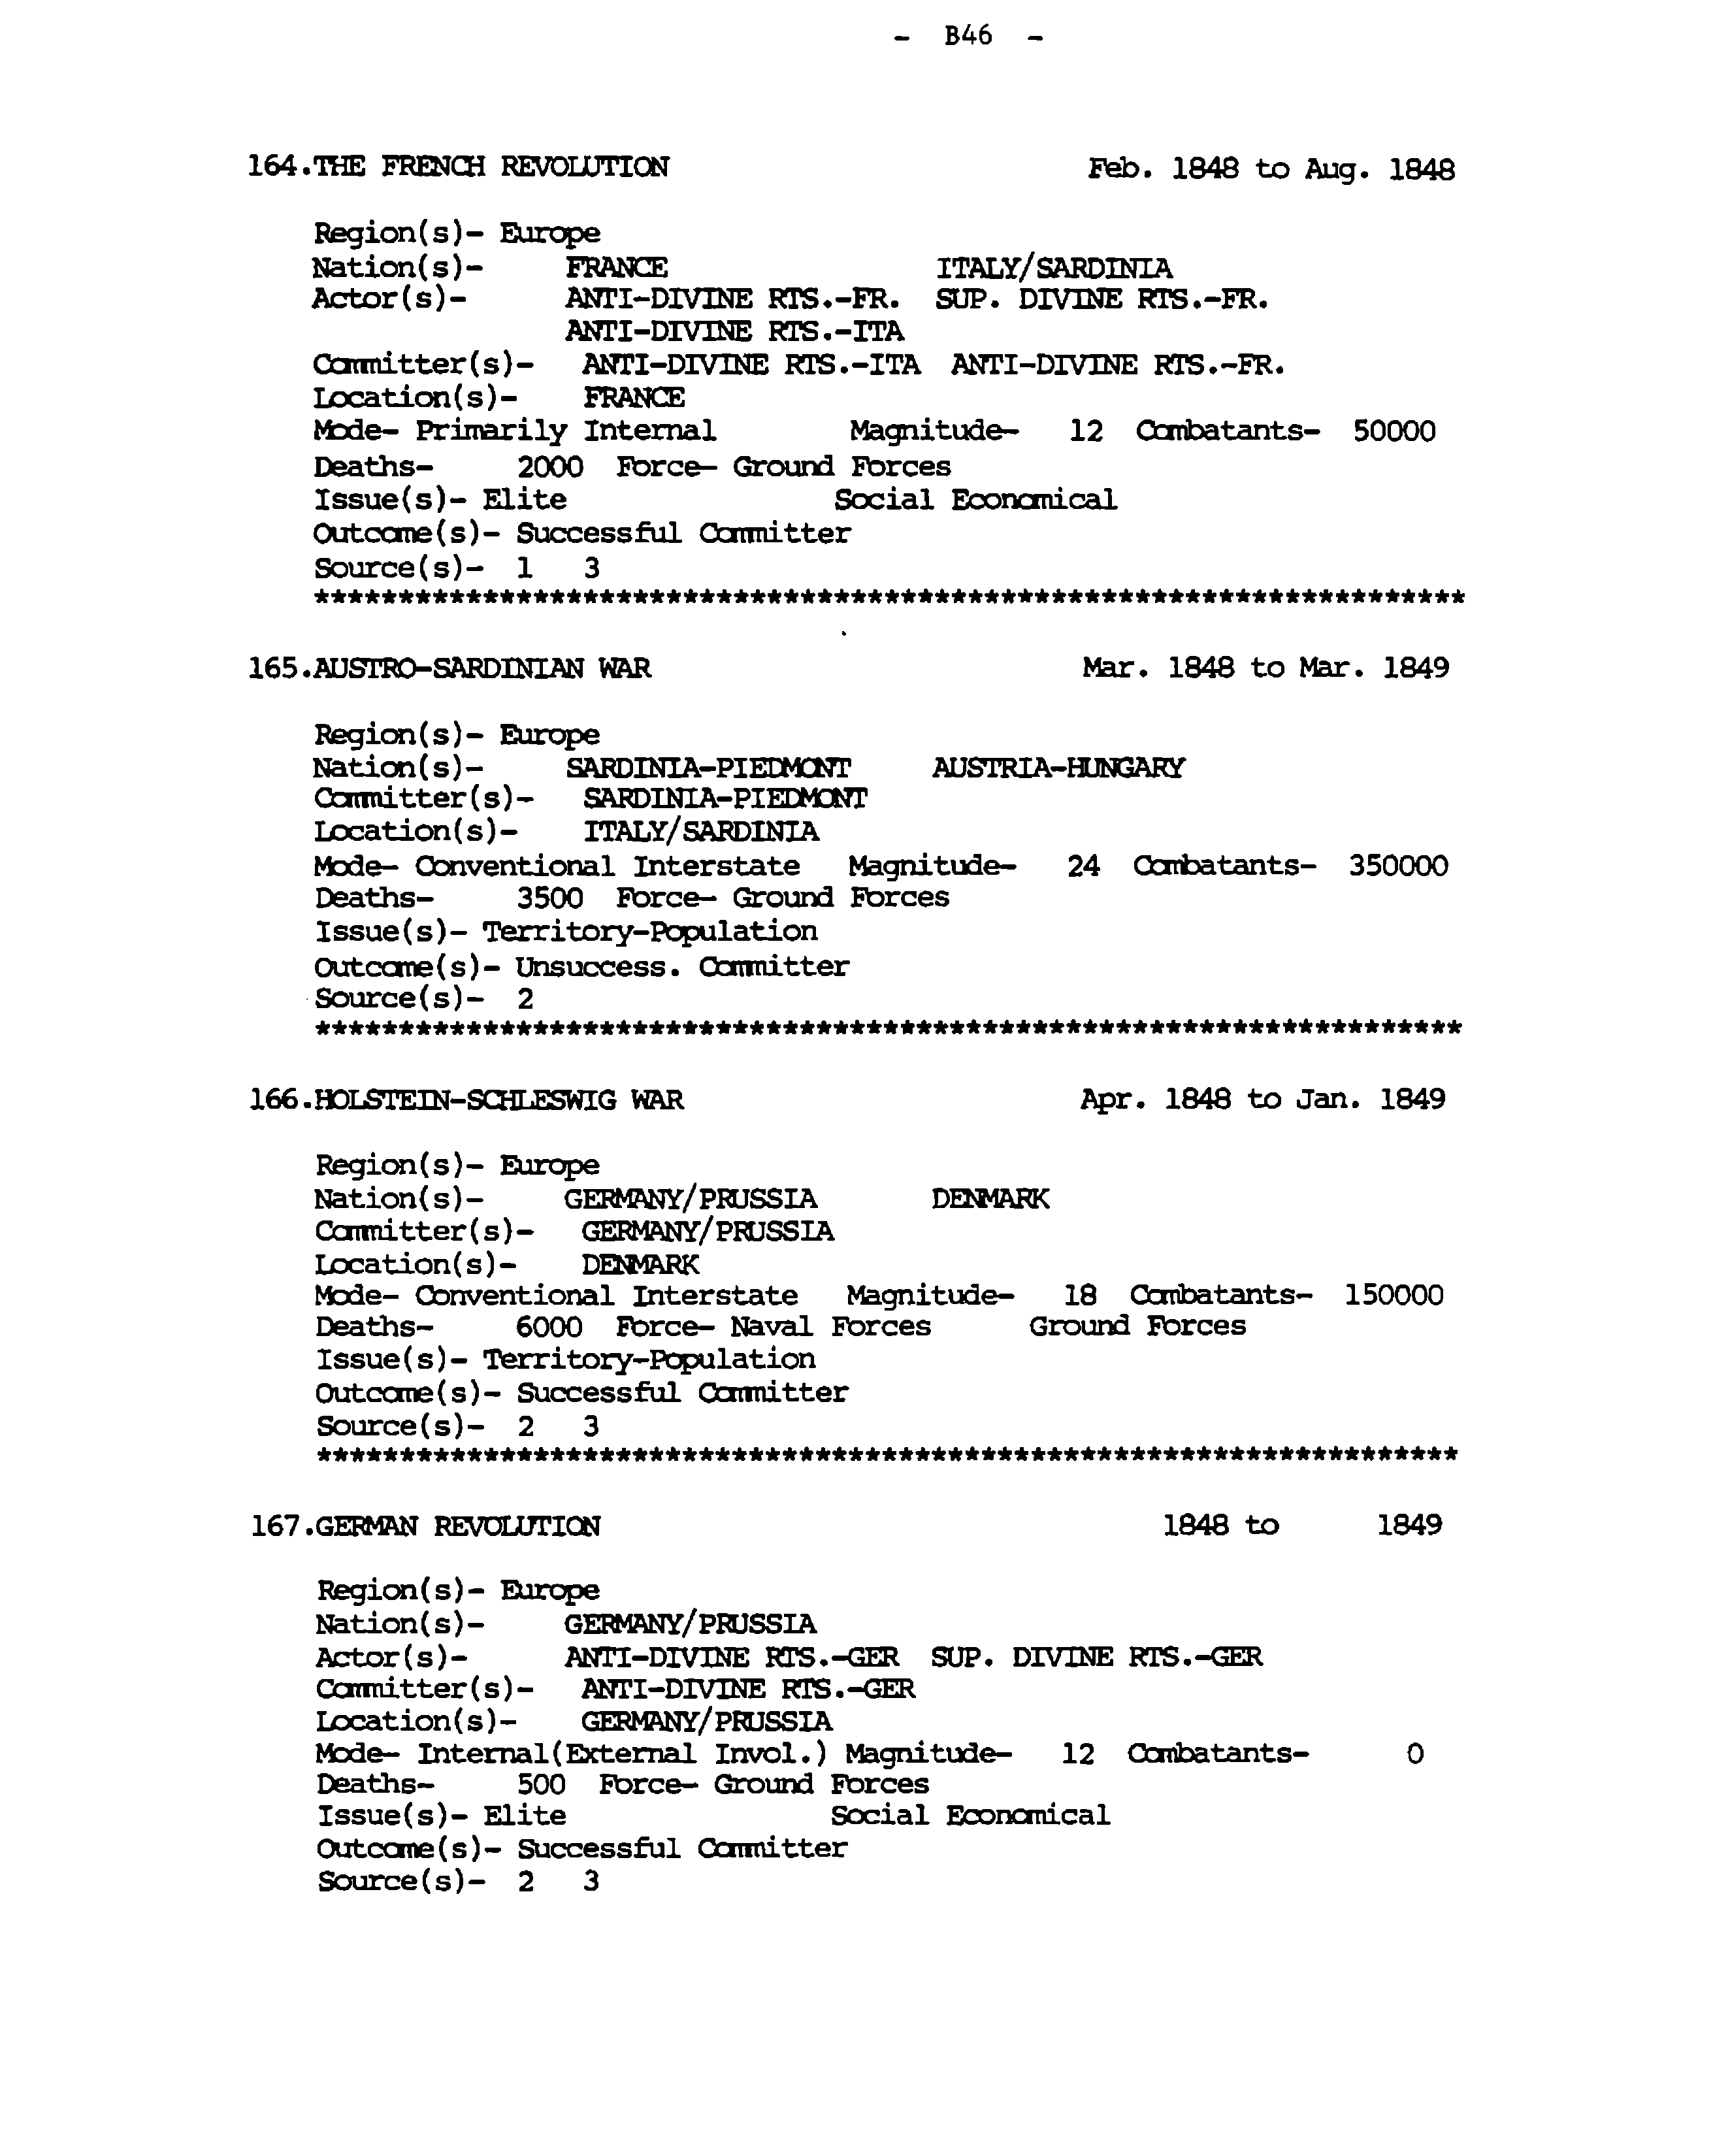 - B46 -
164.THE FRENCH REVOLUTION Feb. 1848 to Aug. 1848
Region(s)- Europe
Nation(s)- FRANCE ITALY/SARDINIA
Actor(s)- ANTI-DIVINE RTS.-FR. SUP. DIVINE RTS.-FR.
ANTI-DIVINE RTS.-ITA
Committer(s)- ANTI-DIVINE RTS.-ITA ANTI-DIVINE RTS.-FR.
Location(s)- FRANCE
Mode- Primarily Internal Magnitude- 12 Combatants- 50000
Deaths- 2000 Force- Ground Forces
Issue(s)- Elite Social Economical
Outcome(s)- Successful Committer
Source(s)- 1 3
*********************************************************************
165.AUSTRO-SARDINIAN WAR Mar. 1848 to Mar. 1849
Region(s)- Europe
Nation(s)- SARDINIA-PIEDMONT AUSTRIA-HUNGARY
Committer(s)- SARDINIA-PIEDMONT
Location(s)- ITALY/SARDINIA
Mode- Conventional Interstate Magnitude- 24 Combatants- 350000
Deaths- 3500 Force- Ground Forces
Issue(s)- Territory-Population
Outcome(s)- Unsuccess. Committer
Source(s)- 2
*********************************************************************
166.HOLSTEIN-SCHLESWIG WAR Apr. 1848 to Jan. 1849
Region(s)- Europe
Nation(s)- GERMANY/PRUSSIA DENMARK
Committer(s)- GERMANY/PRUSSIA
Location(s)- DENMARK
Mode- Conventional Interstate Magnitude- 18 Combatants- 150000
Deaths- 6000 Force- Naval Forces Ground Forces
Issue(s)- Territory-Population
Outcome(s)- Successful Committer
Source(s)- 2 3
*********************************************************************
167.GERMAN REVOLUTION 1848 to 1849
Region(s)- Europe
Nation(s)- GERMANY/PRUSSIA
Actor(s)- ANTI-DIVINE RTS.-GER SUP. DIVINE RTS.-GER
Committer(s)- ANTI-DIVINE RTS.-GER
Location(s)- GERMANY/PRUSSIA
Mode- Internal(External Invol.) Magnitude- 12 Combatants- 0
Deaths- 500 Force- Ground Forces
Issue(s)- Elite Social Economical
Outcome(s)- Successful Committer
Source(s)- 2 3